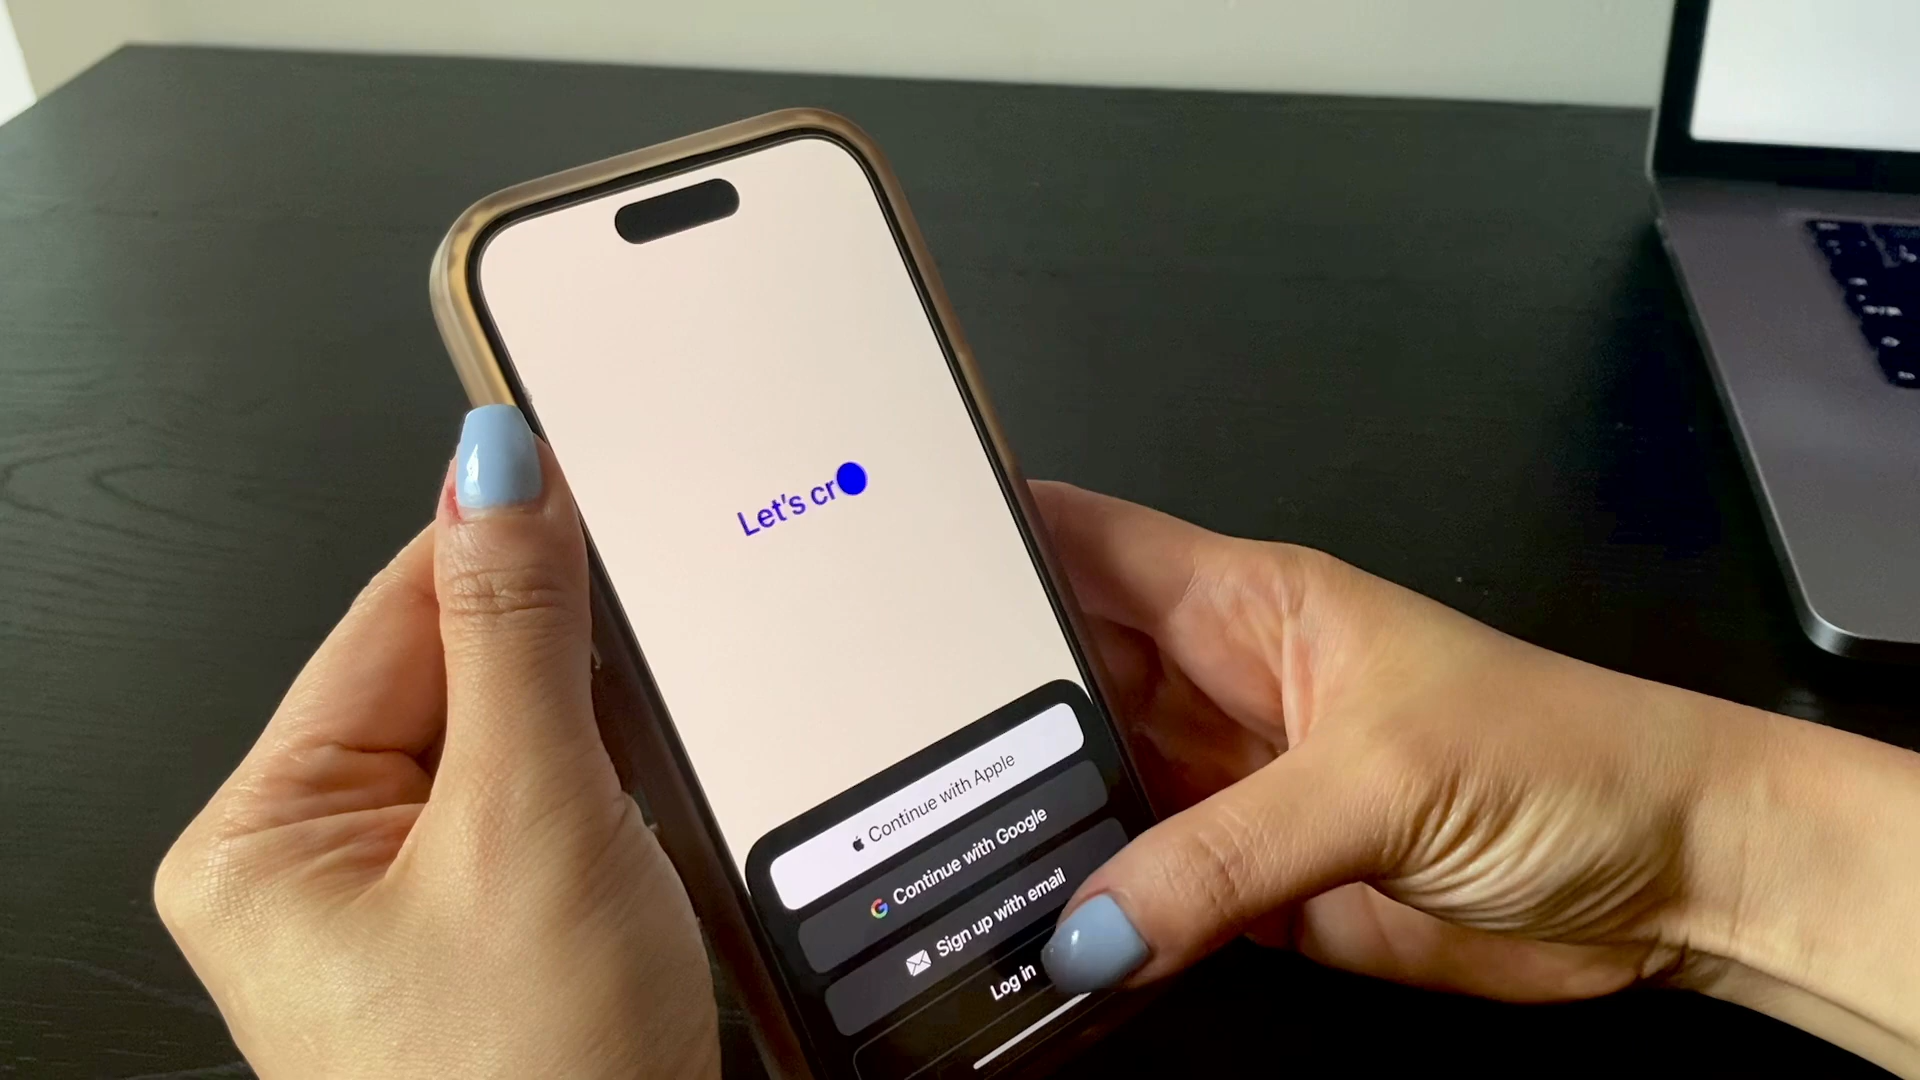 Let's cr
Continue with Apple
Continue with Google
Sign up with email
Log in